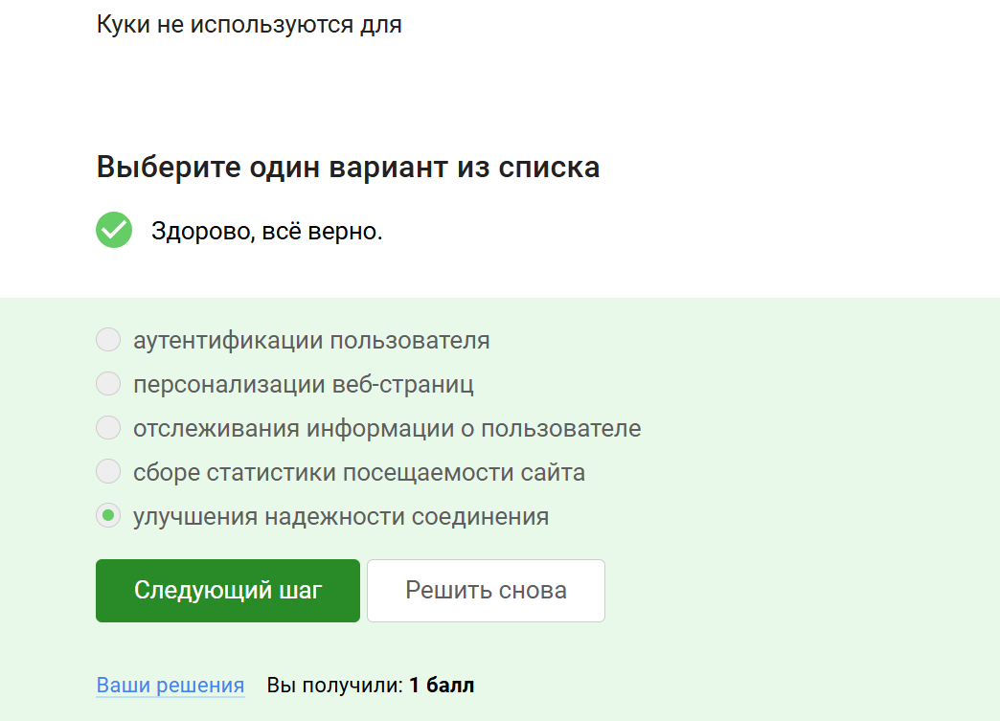 Куки не используются для
Выберите один вариант из списка
Здорово, всё верно.
аутентификации пользователя
персонализации веб-страниц
отслеживания информации о пользователе
сборе статистики посещаемости сайта
улучшения надежности соединения
Следующий шаг Решить снова
Ваши решения Вы получили: 1 балл